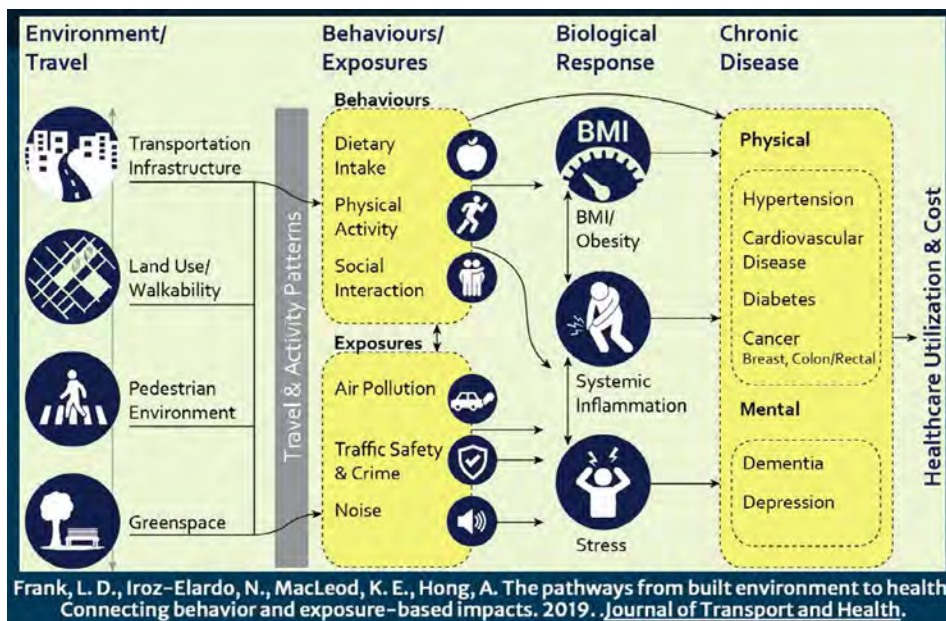 Environment/
Travel
Behaviours/
Exposures
Biological
Response
Chronic
Disease
Transportation
Infrastructure
Land Use/
Walkability
Pedestrian
Environment
Greenspace
Travel & Activity Patterns
Behaviours
Dietary
Intake
Physical
Activity
Social
Interaction
Exposures
Air Pollution
Traffic Safety
& Crime
Noise
BMI
BMI/
Obesity
Systemic
Inflammation
Stress
Physical
Hypertension
Cardiovascular
Disease
Diabetes
Cancer
Breast, Colon/Rectal
Mental
Dementia
Depression
Healthcare Utilization & Cost
Frank, L. D., Iroz-Elardo, N., MacLeod, K. E., Hong, A. The pathways from built environment to health
Connecting behavior and exposure-based impacts. 2019. .Journal of Transport and Health.